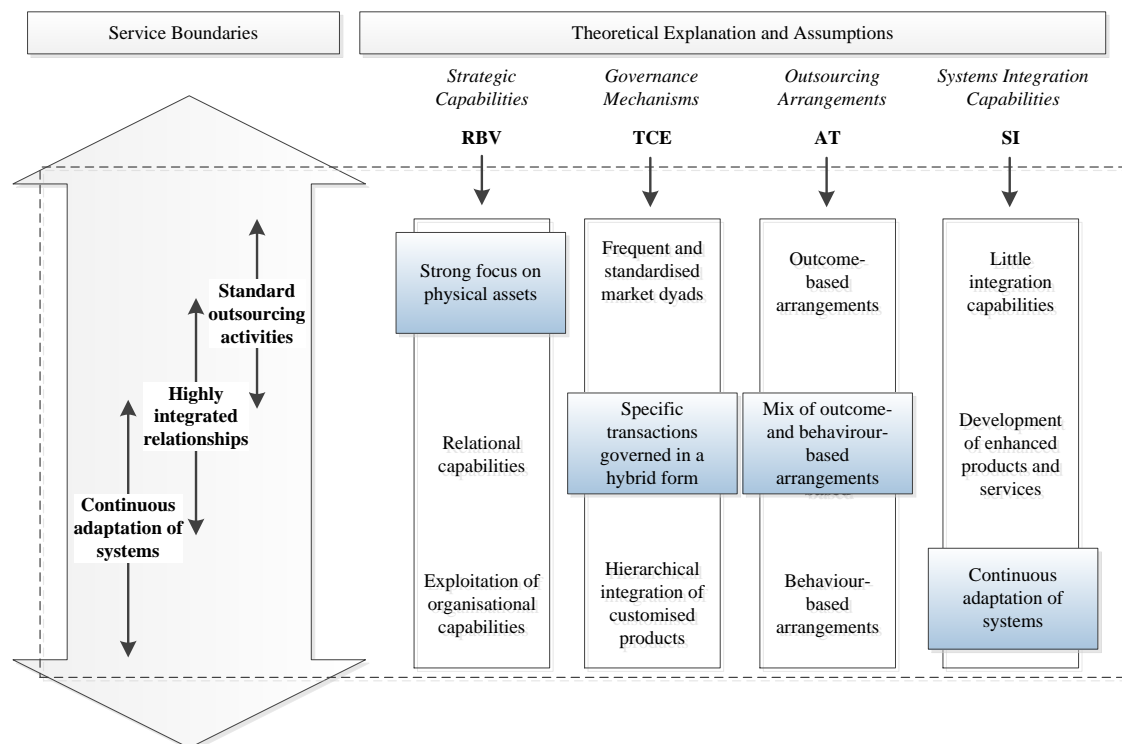 Service Boundaries
Theoretical Explanation and Assumptions
Strategic
Capabilities
Governance
Mechanisms
Outsourcing
Arrangements
Systems Integration
Capabilities
RBV
TCE
AT
SI
Standard
outsourcing
activities
Highly
integrated
relationships
Continuous
adaptation of
systems
Strong focus on
physical assets
Relational
capabilities
Exploitation of
organisational
capabilities
Frequent and
standardised
market dyads
Specific
transactions
governed in a
hybrid form
Hierarchical
integration of
customised
products
Outcome-
based
arrangements
Mix of outcome-
and behavirour-
based
arrangements
Behaviour-
based
arrangements
Little
integration
capabilities
Development
of enhanced
products and
services
Continuous
adaptation of
systems